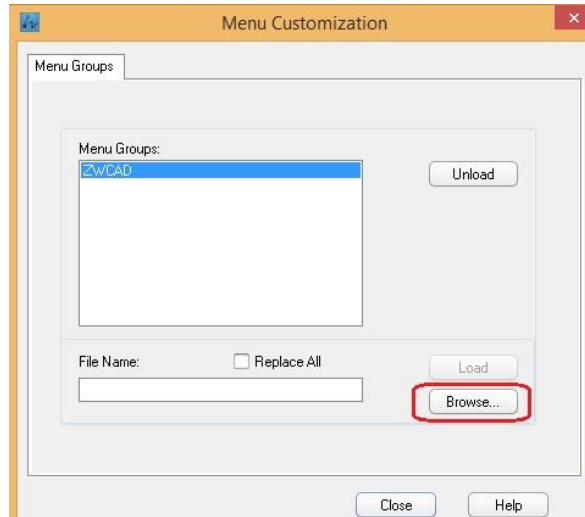 Menu Customization
Menu Groups
Menu Groups:
ZWCAD
Unload
File Name:
Replace All
Load
Browse...
Close
Help